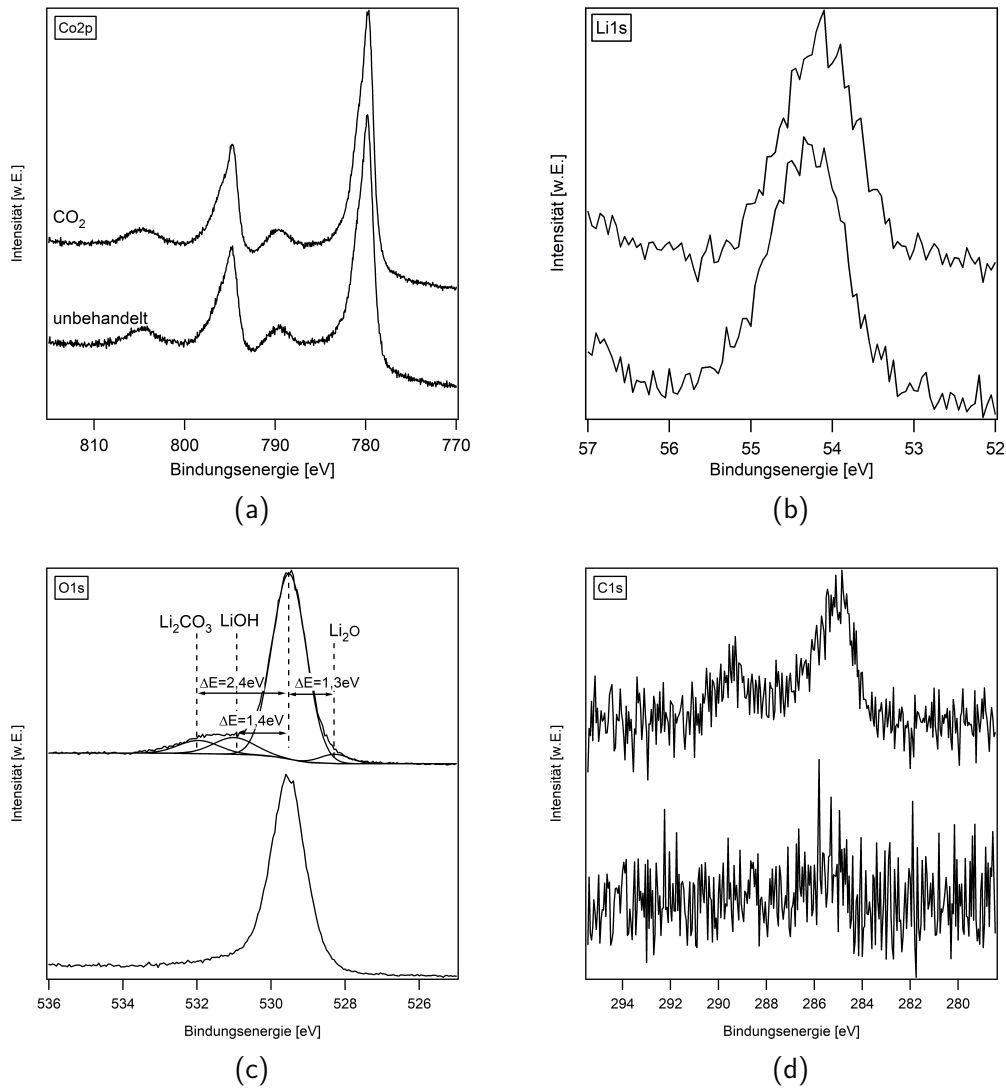 Co2p
Intensität [w.E.]
CO₂
unbehandelt
810 800 790 780 770
Bindungsenergie [eV]
(a)
Li1s
Intensität [w.E.]
57 56 55 54 53 52
Bindungsenergie [eV]
(b)
O1s
Intensität [w.E.]
Li₂CO₃ LiOH Li₂O
ΔE=2,4eV ΔE=1,3eV
ΔE=1,4eV
536 534 532 530 528 526
Bindungsenergie [eV]
(c)
C1s
Intensität [w.E.]
294 292 290 288 286 284 282 280
Bindungsenergie [eV]
(d)